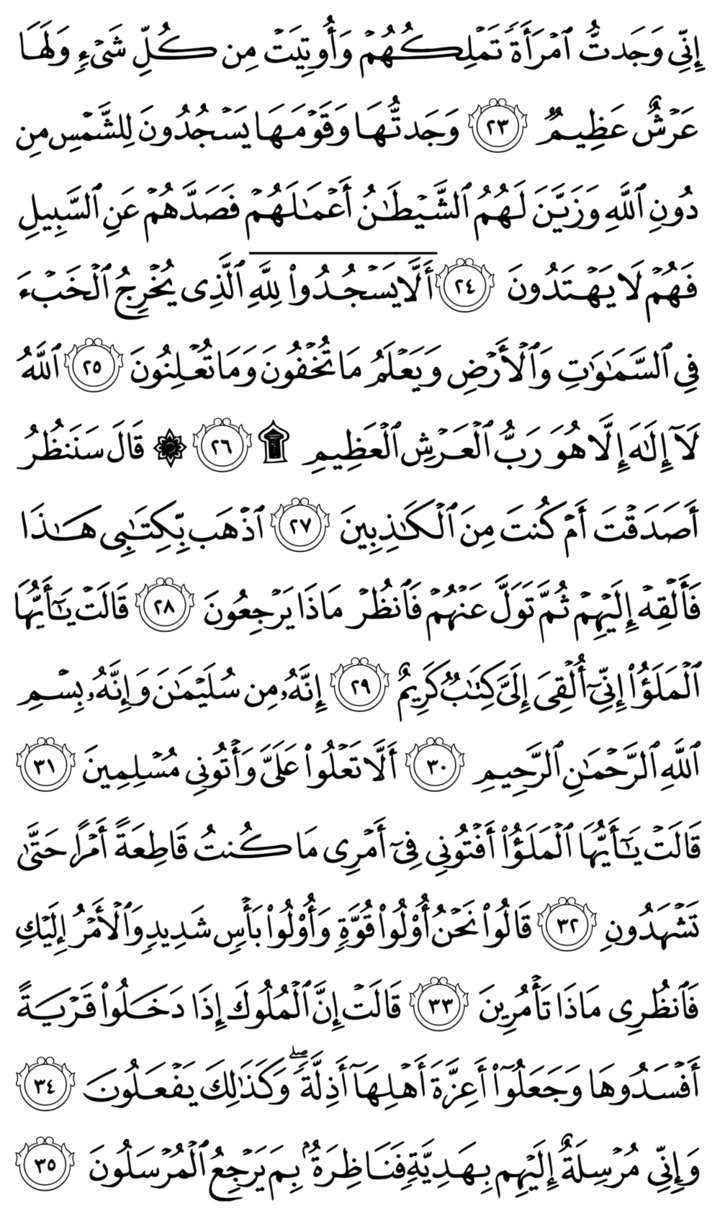 إِنِّي وَجَدتُّ ٱمْرَأَةً تَمْلِكُهُمْ وَأُوتِيَتْ مِن كُلِّ شَىْءٍ وَلَهَا
عَرْشٌ عَظِيمٌ ٢٣ وَجَدتُّهَا وَقَوْمَهَا يَسْجُدُونَ لِلشَّمْسِ مِن
دُونِ ٱللَّهِ وَزَيَّنَ لَهُمُ ٱلشَّيْطَـٰنُ أَعْمَـٰلَهُمْ فَصَدَّهُمْ عَنِ ٱلسَّبِيلِ
فَهُمْ لَا يَهْتَدُونَ ٢٤ أَلَّا يَسْجُدُوا۟ لِلَّهِ ٱلَّذِى يُخْرِجُ ٱلْخَبْءَ
فِى ٱلسَّمَـٰوَٰتِ وَٱلْأَرْضِ وَيَعْلَمُ مَا تُخْفُونَ وَمَا تُعْلِنُونَ ٢٥ ٱللَّهُ
لَآ إِلَـٰهَ إِلَّا هُوَ رَبُّ ٱلْعَرْشِ ٱلْعَظِيمِ ۩ ٢٦ ۞ قَالَ سَنَنظُرُ
أَصَدَقْتَ أَمْ كُنتَ مِنَ ٱلْكَـٰذِبِينَ ٢٧ ٱذْهَب بِّكِتَـٰبِى هَـٰذَا
فَأَلْقِهْ إِلَيْهِمْ ثُمَّ تَوَلَّ عَنْهُمْ فَٱنظُرْ مَاذَا يَرْجِعُونَ ٢٨ قَالَتْ يَـٰٓأَيُّهَا
ٱلْمَلَؤُا۟ إِنِّىٓ أُلْقِىَ إِلَىَّ كِتَـٰبٌ كَرِيمٌ ٢٩ إِنَّهُۥ مِن سُلَيْمَـٰنَ وَإِنَّهُۥ بِسْمِ
ٱللَّهِ ٱلرَّحْمَـٰنِ ٱلرَّحِيمِ ٣٠ أَلَّا تَعْلُوا۟ عَلَىَّ وَأْتُونِى مُسْلِمِينَ ٣١
قَالَتْ يَـٰٓأَيُّهَا ٱلْمَلَؤُا۟ أَفْتُونِى فِىٓ أَمْرِى مَا كُنتُ قَاطِعَةً أَمْرًا حَتَّىٰ
تَشْهَدُونِ ٣٢ قَالُوا۟ نَحْنُ أُو۟لُوا۟ قُوَّةٍ وَأُو۟لُوا۟ بَأْسٍ شَدِيدٍ وَٱلْأَمْرُ إِلَيْكِ
فَٱنظُرِى مَاذَا تَأْمُرِينَ ٣٣ قَالَتْ إِنَّ ٱلْمُلُوكَ إِذَا دَخَلُوا۟ قَرْيَةً
أَفْسَدُوهَا وَجَعَلُوٓا۟ أَعِزَّةَ أَهْلِهَآ أَذِلَّةً ۖ وَكَذَٰلِكَ يَفْعَلُونَ ٣٤
وَإِنِّى مُرْسِلَةٌ إِلَيْهِم بِهَدِيَّةٍ فَنَاظِرَةٌۢ بِمَ يَرْجِعُ ٱلْمُرْسَلُونَ ٣٥